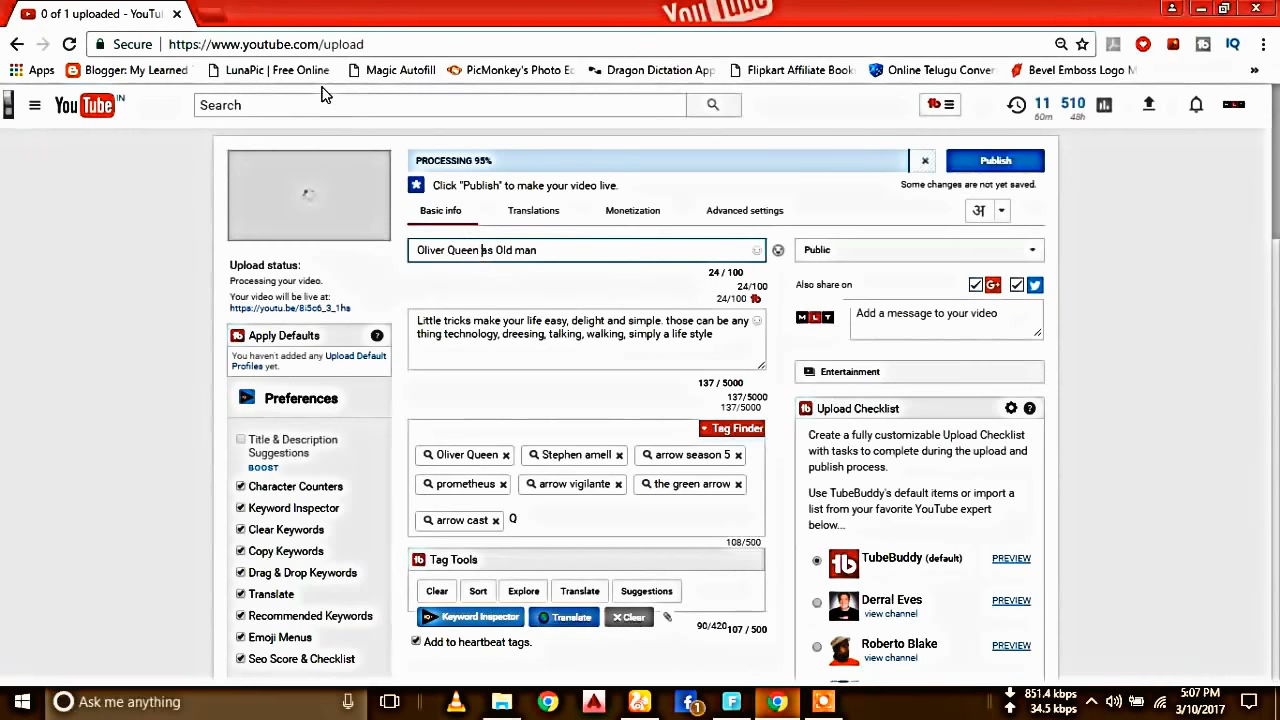 YouTube
0 of 1 uploaded - YouTu
Secure https://www.youtube.com/upload
Apps Blogger: My Learned LunaPic | Free Online Magic Autofill PicMonkey's Photo Ec Dragon Dictation App Flipkart Affiliate Book Online Telugu Conver Bevel Emboss Logo M »
YouTube IN Search 11 60m 510 48h
PROCESSING 95% Publish
Click "Publish" to make your video live. Some changes are not yet saved.
Basic info Translations Monetization Advanced settings अ
Oliver Queen as Old man Public
24 / 100
24/100
24/100
Upload status:
Processing your video.
Your video will be live at:
https://youtu.be/8i5c6_3_1hs
Also share on
MLT Add a message to your video
Little tricks make your life easy, delight and simple. those can be any
thing technology, dreesing, talking, walking, simply a life style
137 / 5000
137/5000
137/5000
Apply Defaults
You haven't added any Upload Default
Profiles yet.
Entertainment
Preferences
Title & Description
Suggestions
BOOST
Character Counters
Keyword Inspector
Clear Keywords
Copy Keywords
Drag & Drop Keywords
Translate
Recommended Keywords
Emoji Menus
Seo Score & Checklist
Tag Finder
Oliver Queen x Stephen amell x arrow season 5 x
prometheus x arrow vigilante x the green arrow x
arrow cast x Q
108/500
Tag Tools
Clear Sort Explore Translate Suggestions
Keyword Inspector Translate X Clear
90/420 107 / 500
Add to heartbeat tags.
Upload Checklist
Create a fully customizable Upload Checklist
with tasks to complete during the upload and
publish process.
Use TubeBuddy's default items or import a
list from your favorite YouTube expert
below...
TubeBuddy (default) PREVIEW
Derral Eves PREVIEW
view channel
Roberto Blake PREVIEW
view channel
Ask me anything
851.4 kbps
34.5 kbps
5:07 PM
3/10/2017